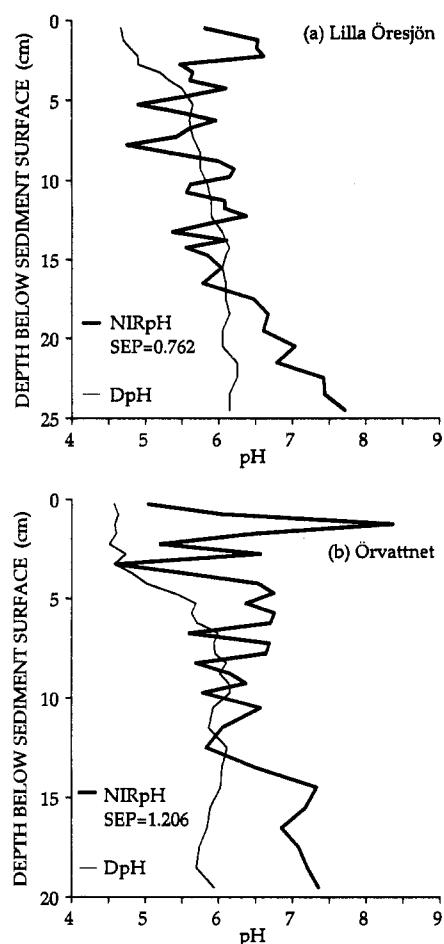 (a) Lilla Öresjön
DEPTH BELOW SEDIMENT SURFACE (cm)
0
5
10
15
20
25
NIRpH
SEP=0.762
DpH
4 5 6 7 8 9
pH
(b) Örvattnet
DEPTH BELOW SEDIMENT SURFACE (cm)
0
5
10
15
20
NIRpH
SEP=1.206
DpH
4 5 6 7 8 9
pH